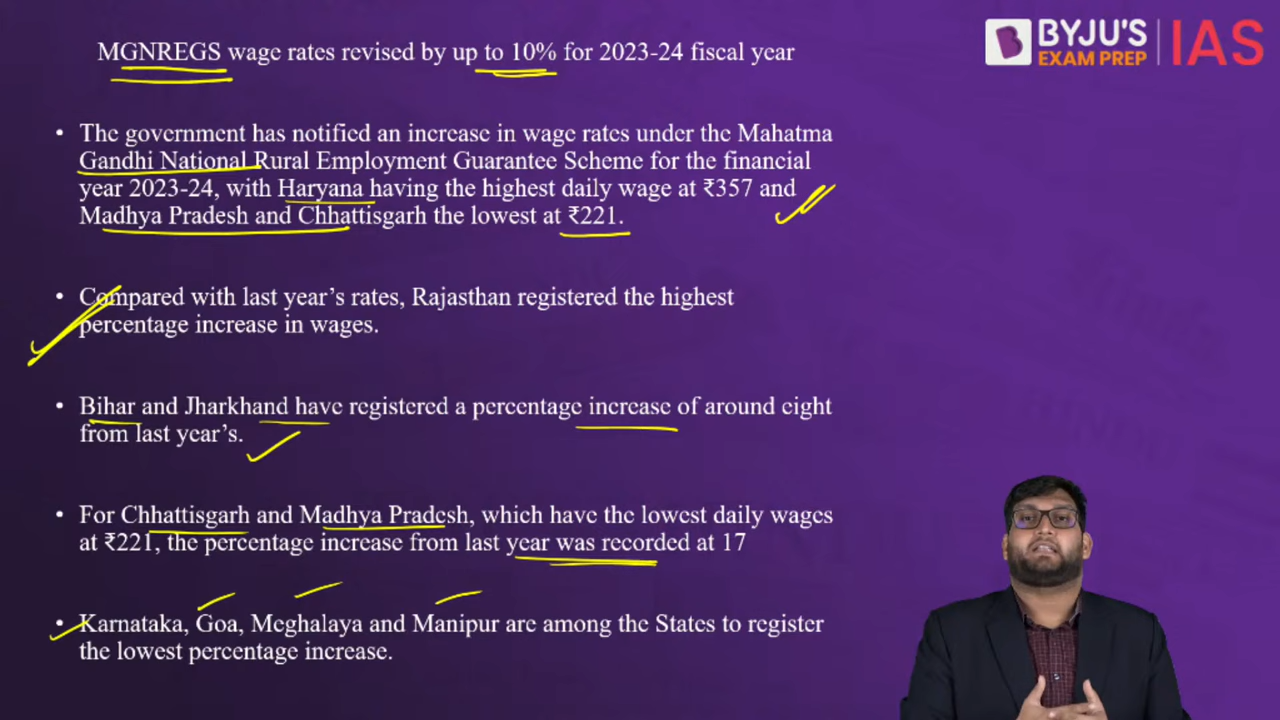 MGNREGS wage rates revised by up to 10% for 2023-24 fiscal year
BYJU'S
EXAM PREP
IAS
• The government has notified an increase in wage rates under the Mahatma
Gandhi National Rural Employment Guarantee Scheme for the financial
year 2023-24, with Haryana having the highest daily wage at ₹357 and
Madhya Pradesh and Chhattisgarh the lowest at ₹221.
• Compared with last year's rates, Rajasthan registered the highest
percentage increase in wages.
• Bihar and Jharkhand have registered a percentage increase of around eight
from last year's.
• For Chhattisgarh and Madhya Pradesh, which have the lowest daily wages
at ₹221, the percentage increase from last year was recorded at 17
• Karnataka, Goa, Meghalaya and Manipur are among the States to register
the lowest percentage increase.